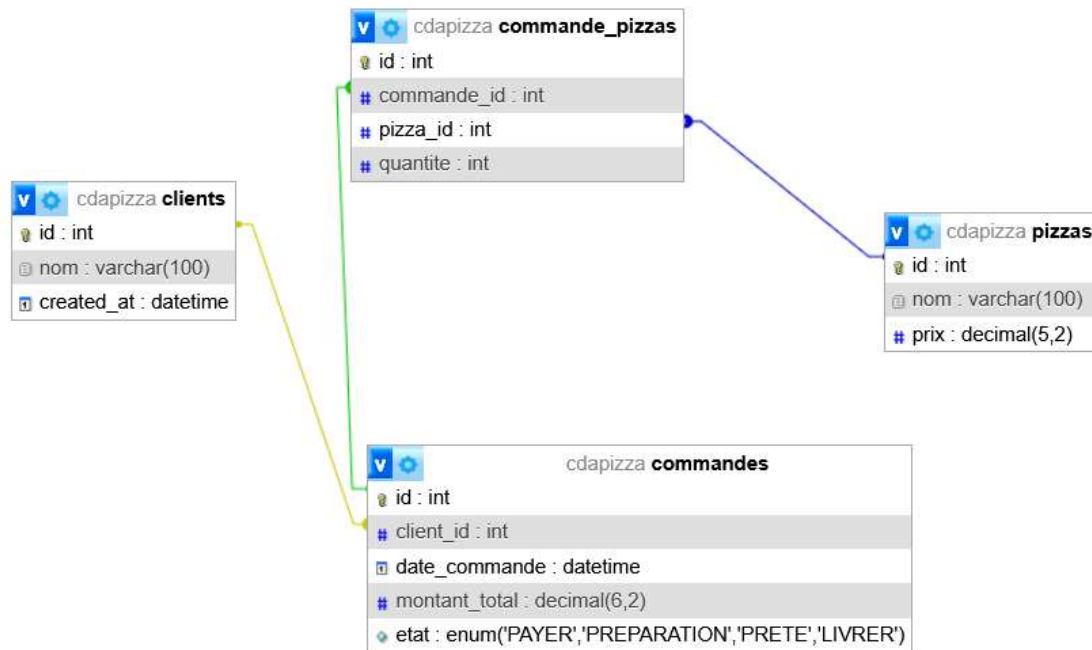 v cdapizza commande_pizzas
id : int
# commande_id : int
# pizza_id : int
# quantite : int
v cdapizza clients
id : int
nom : varchar(100)
created_at : datetime
v cdapizza pizzas
id : int
nom : varchar(100)
# prix : decimal(5,2)
v cdapizza commandes
id : int
# client_id : int
date_commande : datetime
# montant_total : decimal(6,2)
etat : enum('PAYER','PREPARATION','PRETE','LIVRER')